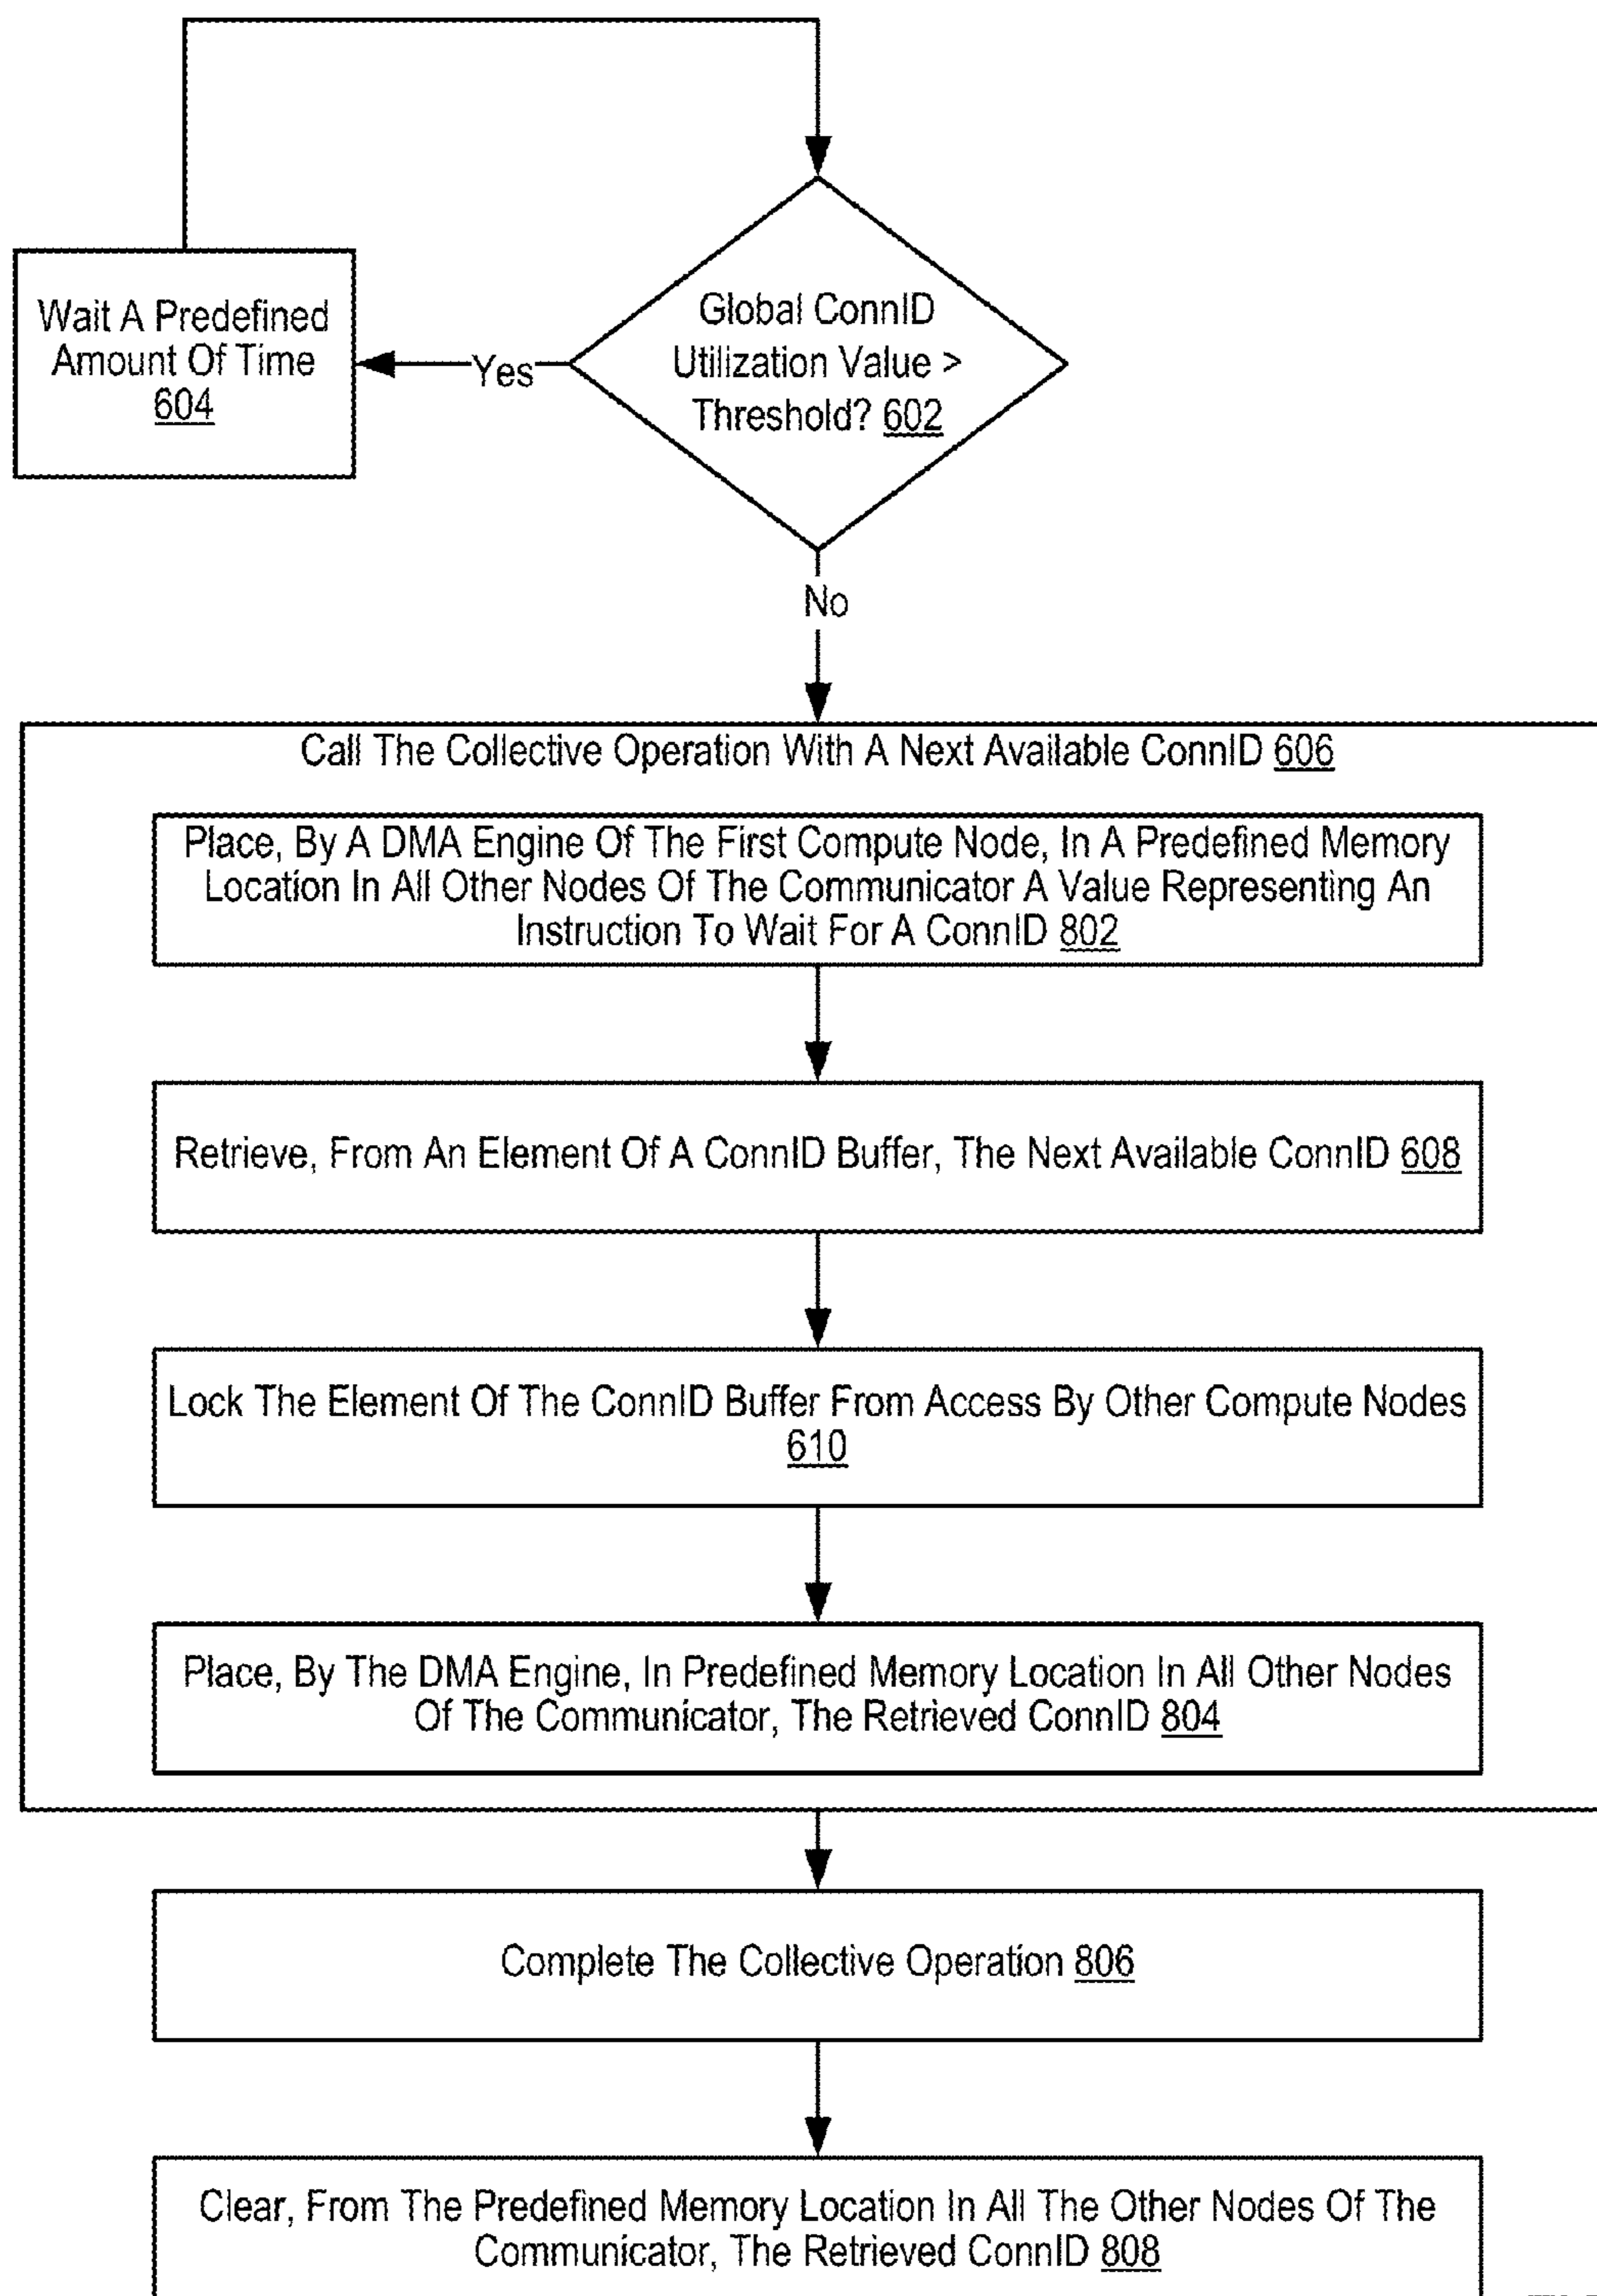 Global ConnID
Utilization Value >
Threshold? 602
Wait A Predefined
Amount Of Time
604
Yes
No
Call The Collective Operation With A Next Available ConnID 606
Place, By A DMA Engine Of The First Compute Node, In A Predefined Memory
Location In All Other Nodes Of The Communicator A Value Representing An
Instruction To Wait For A ConnID 802
Retrieve, From An Element Of A ConnID Buffer, The Next Available ConnID 608
Lock The Element Of The ConnID Buffer From Access By Other Compute Nodes
610
Place, By The DMA Engine, In Predefined Memory Location In All Other Nodes
Of The Communicator, The Retrieved ConnID 804
Complete The Collective Operation 806
Clear, From The Predefined Memory Location In All The Other Nodes Of The
Communicator, The Retrieved ConnID 808